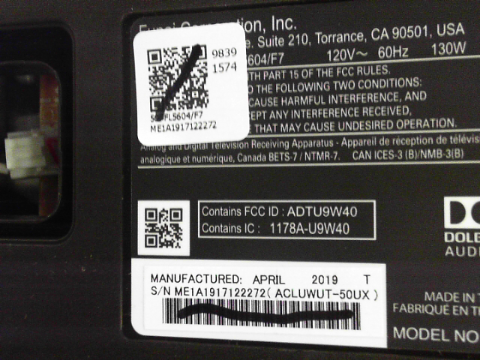 Corporation, Inc.
e. Suite 210, Torrance, CA 90501, USA
5604/F7 120V~ 60Hz 130W
9839
1574
FL5604/F7
ME1A1917122272
TH PART 15 OF THE FCC RULES.
O THE FOLLOWING TWO CONDITIONS:
CAUSE HARMFUL INTERFERENCE, AND
EPT ANY INTERFERENCE RECEIVED,
THAT MAY CAUSE UNDESIRED OPERATION.
Analog and Digital Television Receiving Apparatus - Appareil de réception de télévis
analogique et numérique, Canada BETS-7 / NTMR-7. CAN ICES-3 (B)/NMB-3(B)
Contains FCC ID : ADTU9W40
Contains IC : 1178A-U9W40
DOLB
AUDI
MANUFACTURED: APRIL 2019 T
S/N ME1A1917122272(ACLUWUT-50UX)
MADE IN T
FABRIQUÉ EN TH
MODEL NO